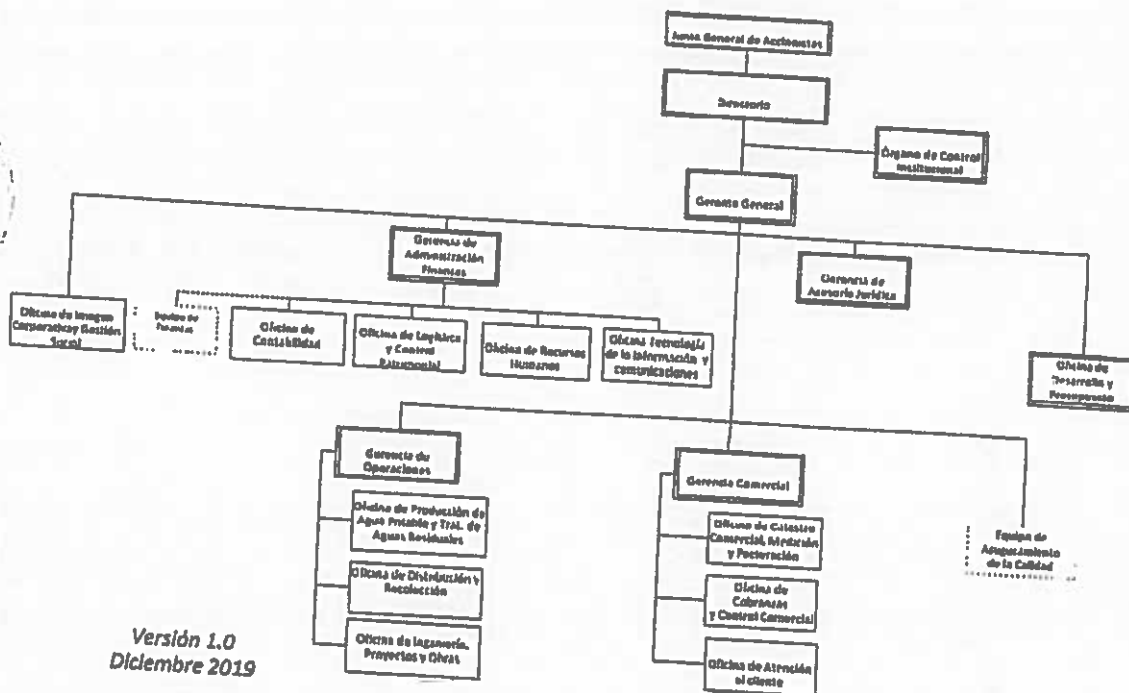 Junta General de Accionistas
Directorio
Órgano de Control
Institucional
Gerente General
Gerencia de
Administración
Finanzas
Gerencia de
Asesoría Jurídica
Oficina de Imagen
Corporativa y Gestión
Social
Equipo de
Finanzas
Oficina de
Contabilidad
Oficina de Logística
y Control
Patrimonial
Oficina de Recursos
Humanos
Oficina Tecnología
de la Información y
comunicaciones
Oficina de
Desarrollo y
Presupuesto
Gerencia de
Operaciones
Oficina de Producción de
Agua Potable y Trat. de
Aguas Residuales
Oficina de Distribución y
Recolección
Oficina de Ingeniería,
Proyectos y Obras
Gerencia Comercial
Oficina de Catastro
Comercial, Medición
y Facturación
Oficina de
Cobranzas
y Control Comercial
Oficina de Atención
al cliente
Equipo de
Aseguramiento
de la Calidad
Versión 1.0
Diciembre 2019